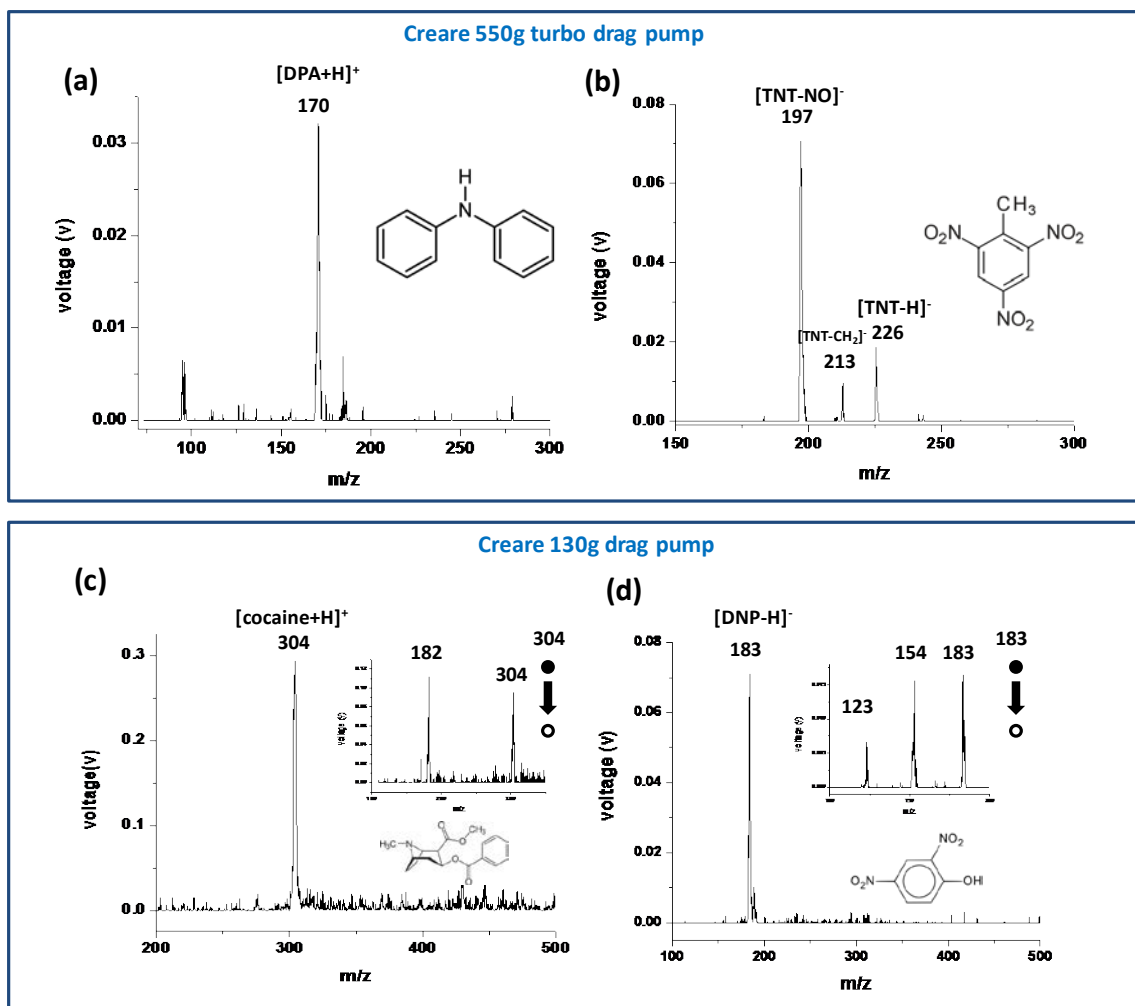 Creare 550g turbo drag pump
(a)
[DPA+H]+
170
voltage (v)
0.03
0.02
0.01
0.00
100
150
200
250
300
m/z
H
N
(b)
[TNT-NO]-
197
[TNT-CH2]-
213
[TNT-H]-
226
voltage (v)
0.08
0.06
0.04
0.02
0.00
150
200
250
300
m/z
CH3
O2N
NO2
NO2
Creare 130g drag pump
(c)
[cocaine+H]+
304
voltage(v)
0.3
0.2
0.1
0.0
200
300
400
500
m/z
182
304
304
voltage (v)
m/z
H3C
N
O
O
CH3
O
O
(d)
[DNP-H]-
183
voltage (v)
0.08
0.06
0.04
0.02
0.00
100
200
300
400
500
m/z
123
154
183
183
voltage (v)
m/z
NO2
O2N
OH